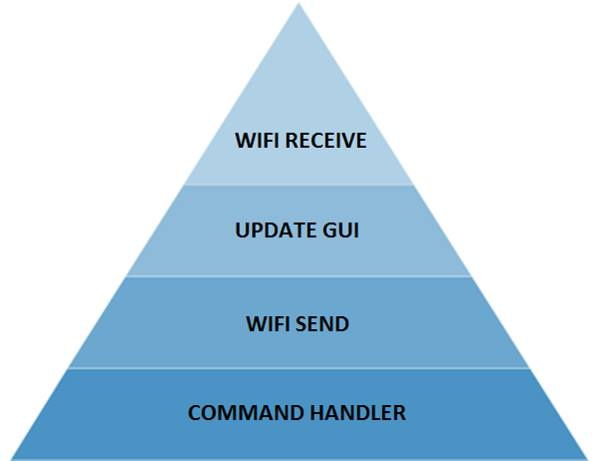 WIFI RECEIVE
UPDATE GUI
WIFI SEND
COMMAND HANDLER